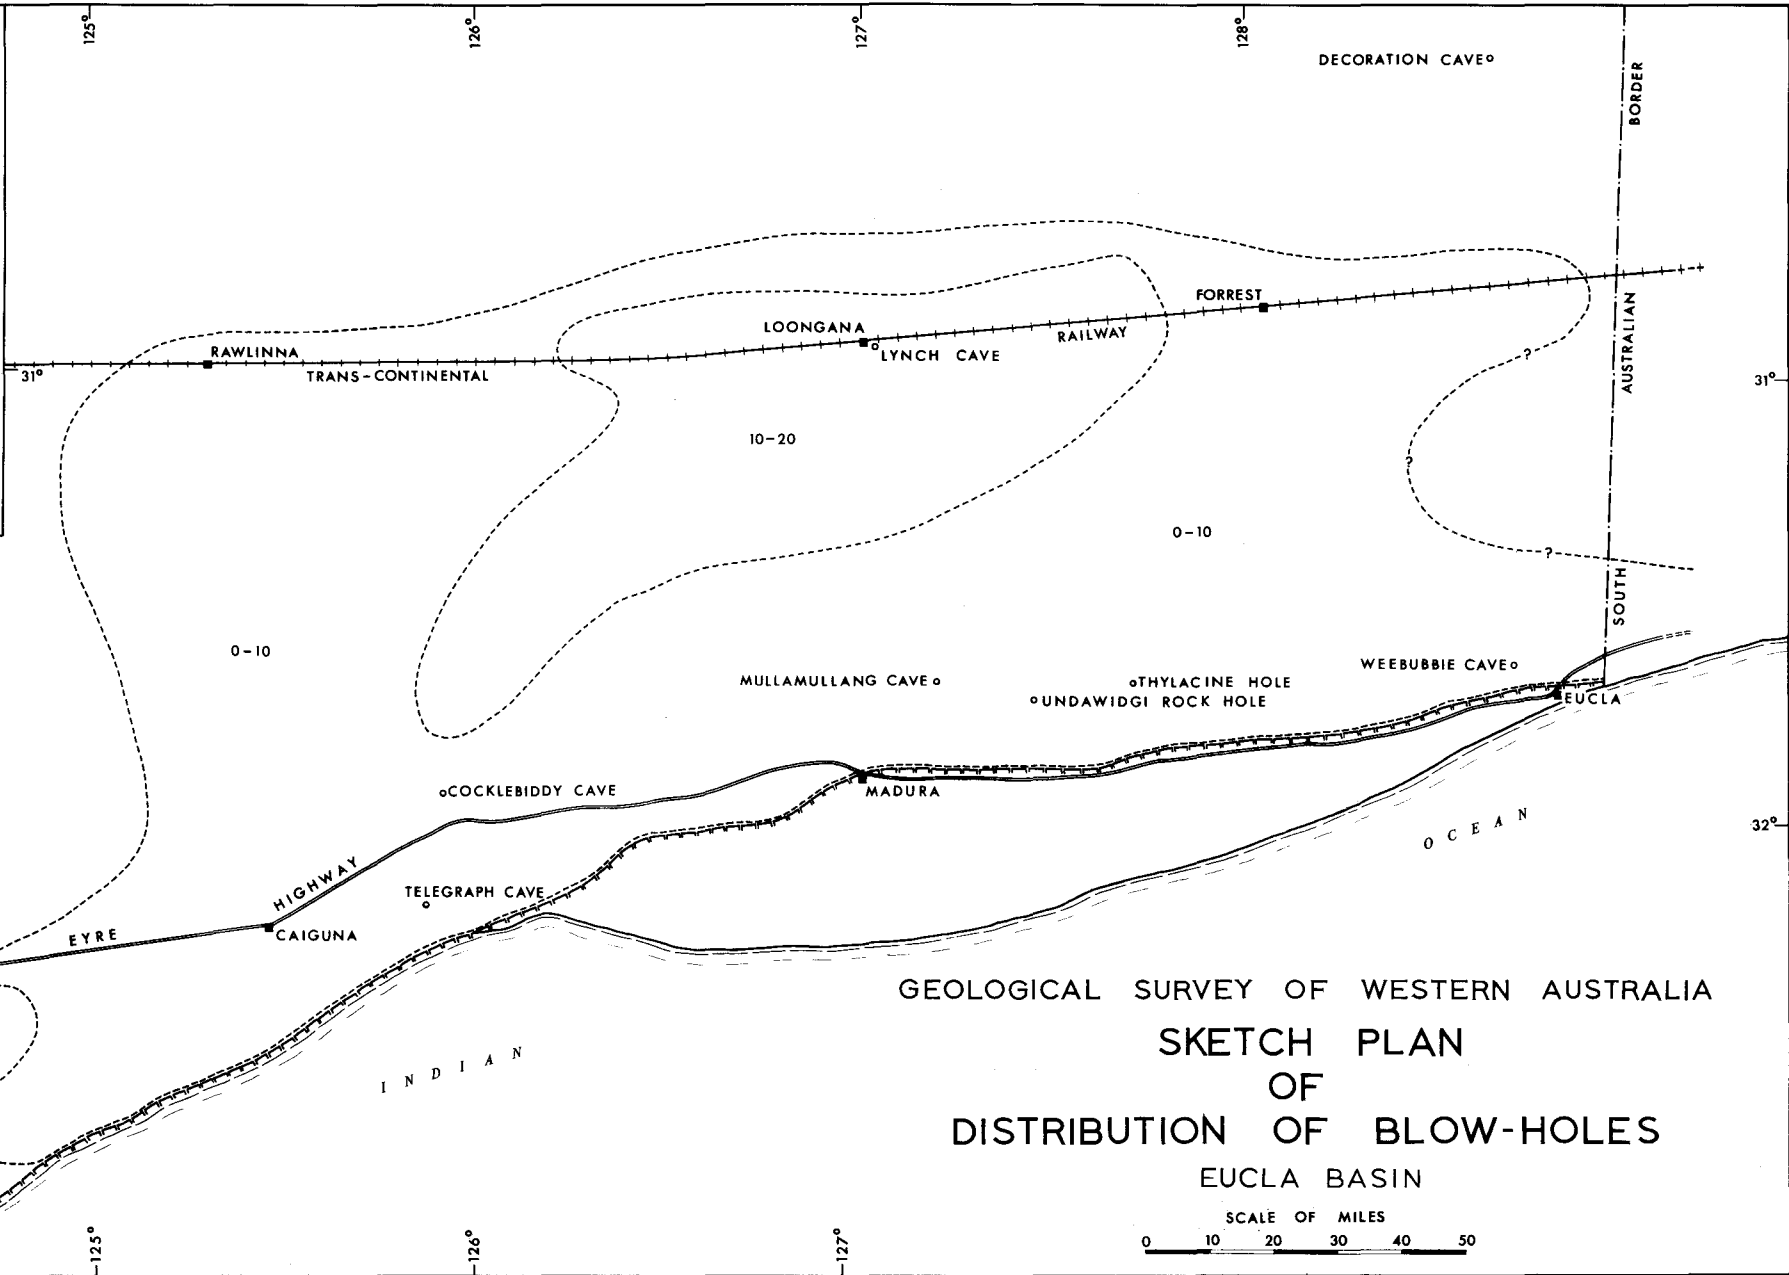 125°
126°
127°
128°
DECORATION CAVE
BORDER
FORREST
LOONGANA
RAILWAY
RAWLINNA
LYNCH CAVE
TRANS-CONTINENTAL
31°
31°
AUSTRALIAN
?
10-20
?
0-10
?
SOUTH
0-10
WEEBUBBIE CAVE
MULLAMULLANG CAVE
THYLACINE HOLE
UNDAWIDGI ROCK HOLE
EUCLA
COCKLEBIDDY CAVE
MADURA
32°
OCEAN
HIGHWAY
TELEGRAPH CAVE
EYRE
CAIGUNA
INDIAN
GEOLOGICAL SURVEY OF WESTERN AUSTRALIA
SKETCH PLAN
OF
DISTRIBUTION OF BLOW-HOLES
EUCLA BASIN
SCALE OF MILES
0 10 20 30 40 50
125°
126°
127°